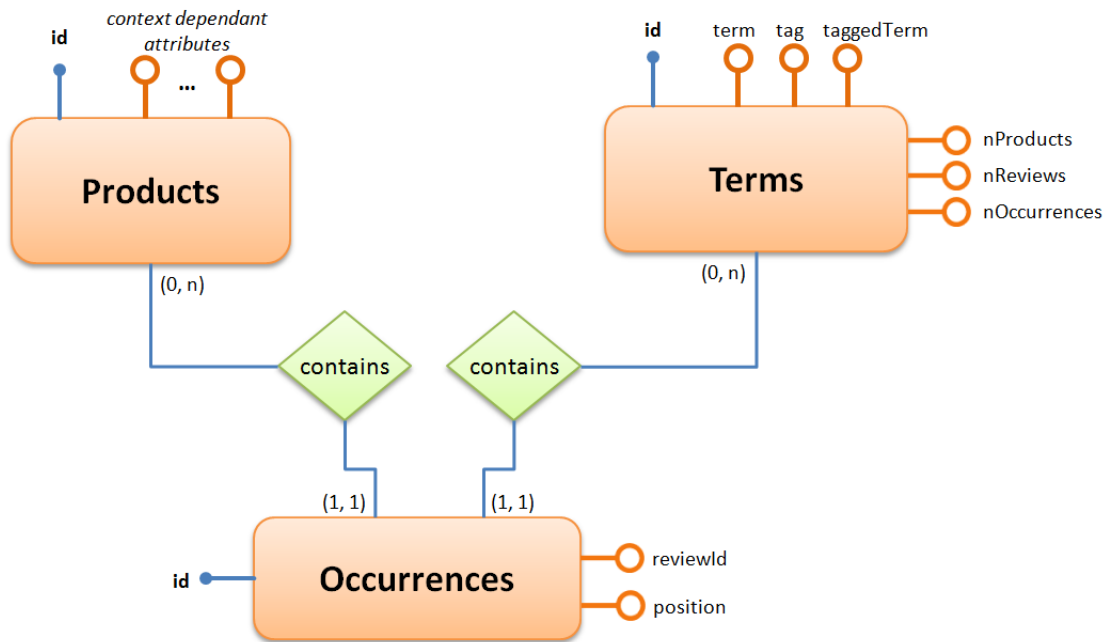 context dependant
attributes
id
...
Products
(0, n)
id
term
tag
taggedTerm
Terms
nProducts
nReviews
nOccurrences
(0, n)
contains
contains
(1, 1)
(1, 1)
id
Occurrences
reviewId
position